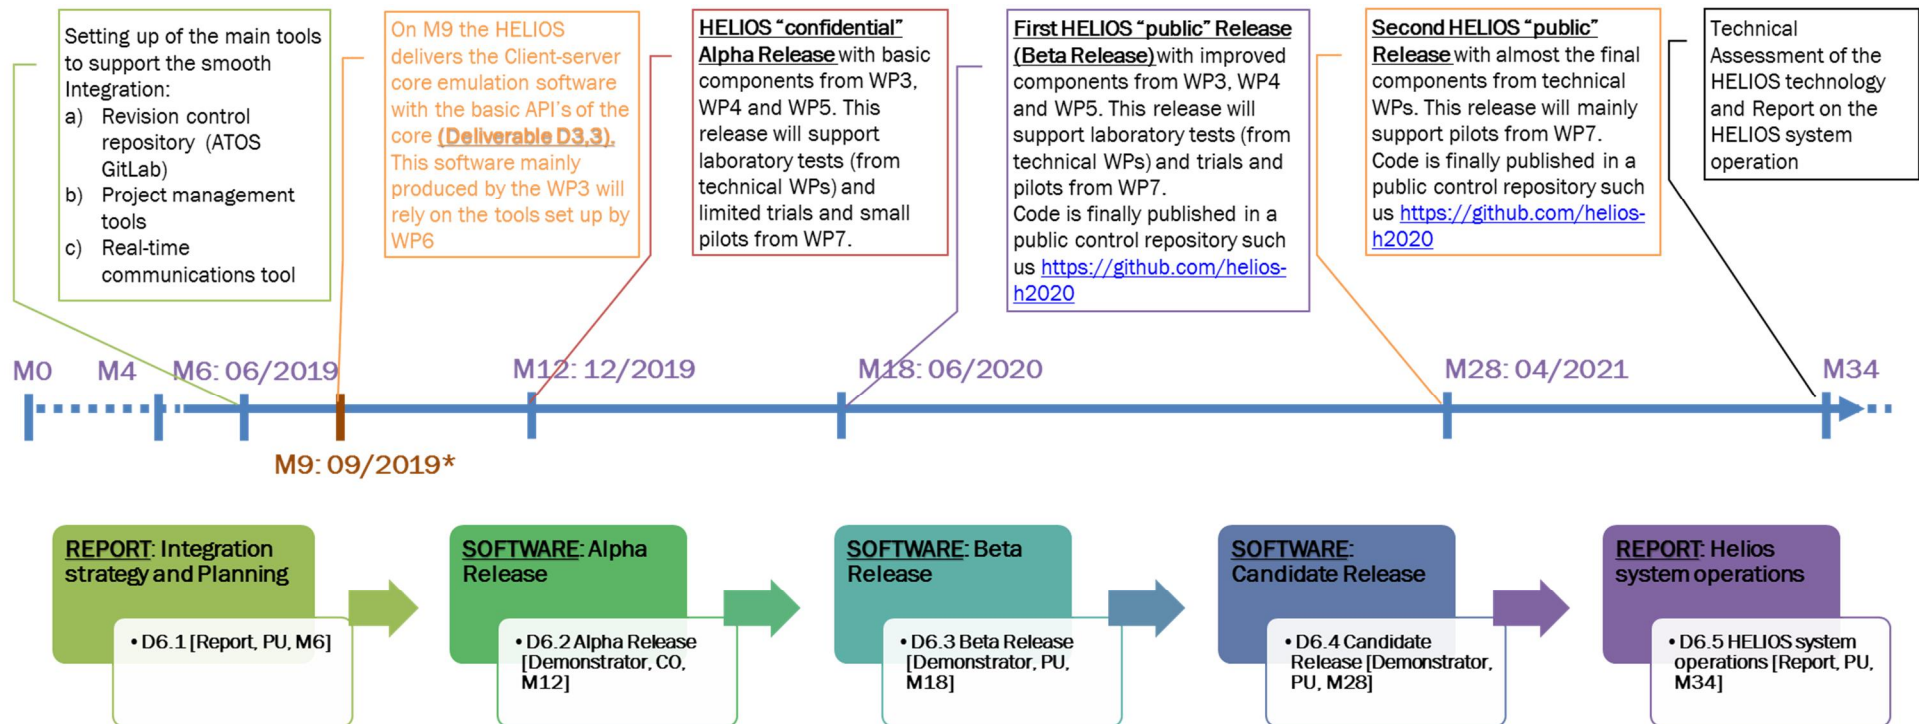 Setting up of the main tools
to support the smooth
Integration:
a) Revision control
repository (ATOS
GitLab)
b) Project management
tools
c) Real-time
communications tool
On M9 the HELIOS
delivers the Client-server
core emulation software
with the basic API's of the
core (Deliverable D3,3).
This software mainly
produced by the WP3 will
rely on the tools set up by
WP6
HELIOS “confidential”
Alpha Release with basic
components from WP3,
WP4 and WP5. This
release will support
laboratory tests (from
technical WPs) and
limited trials and small
pilots from WP7.
First HELIOS “public” Release
(Beta Release) with improved
components from WP3, WP4
and WP5. This release will
support laboratory tests (from
technical WPs) and trials and
pilots from WP7.
Code is finally published in a
public control repository such
us https://github.com/helios-
h2020
Second HELIOS “public”
Release with almost the final
components from technical
WPs. This release will mainly
support pilots from WP7.
Code is finally published in a
public control repository such
us https://github.com/helios-
h2020
Technical
Assessment of the
HELIOS technology
and Report on the
HELIOS system
operation
M0
M4
M6: 06/2019
M12: 12/2019
M18: 06/2020
M28: 04/2021
M34
M9: 09/2019*
REPORT: Integration
strategy and Planning
• D6.1 [Report, PU, M6]
SOFTWARE: Alpha
Release
• D6.2 Alpha Release
[Demonstrator, CO,
M12]
SOFTWARE: Beta
Release
• D6.3 Beta Release
[Demonstrator, PU,
M18]
SOFTWARE:
Candidate Release
• D6.4 Candidate
Release [Demonstrator,
PU, M28]
REPORT: Helios
system operations
• D6.5 HELIOS system
operations [Report, PU,
M34]